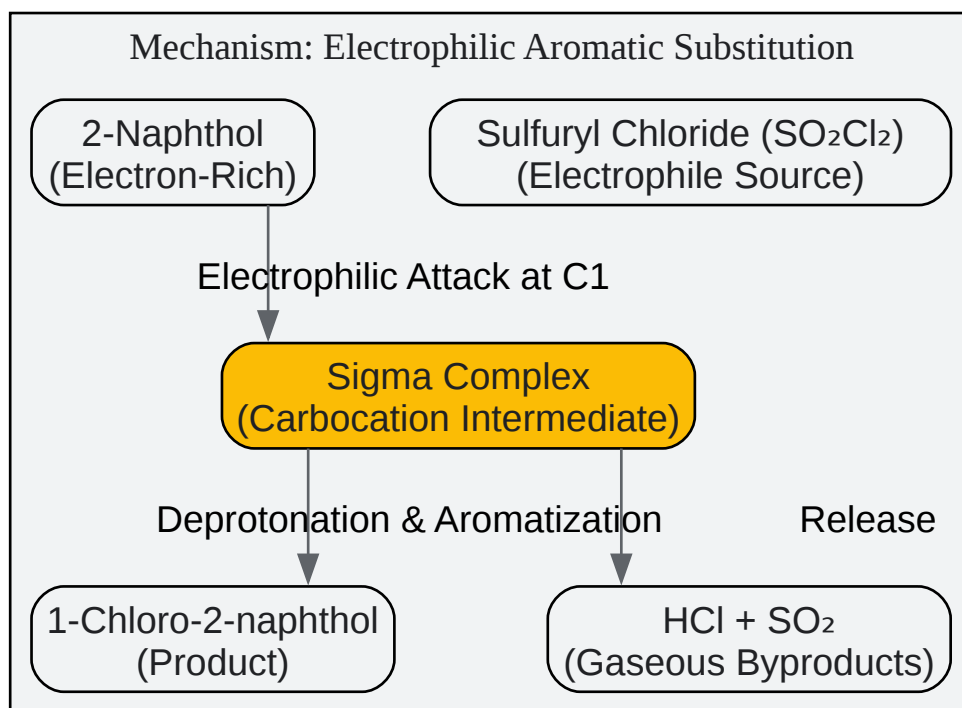 Mechanism: Electrophilic Aromatic Substitution
2-Naphthol
(Electron-Rich)
Sulfuryl Chloride (SO₂Cl₂)
(Electrophile Source)
Electrophilic Attack at C1
Sigma Complex
(Carbocation Intermediate)
Deprotonation & Aromatization
Release
1-Chloro-2-naphthol
(Product)
HCl + SO₂
(Gaseous Byproducts)